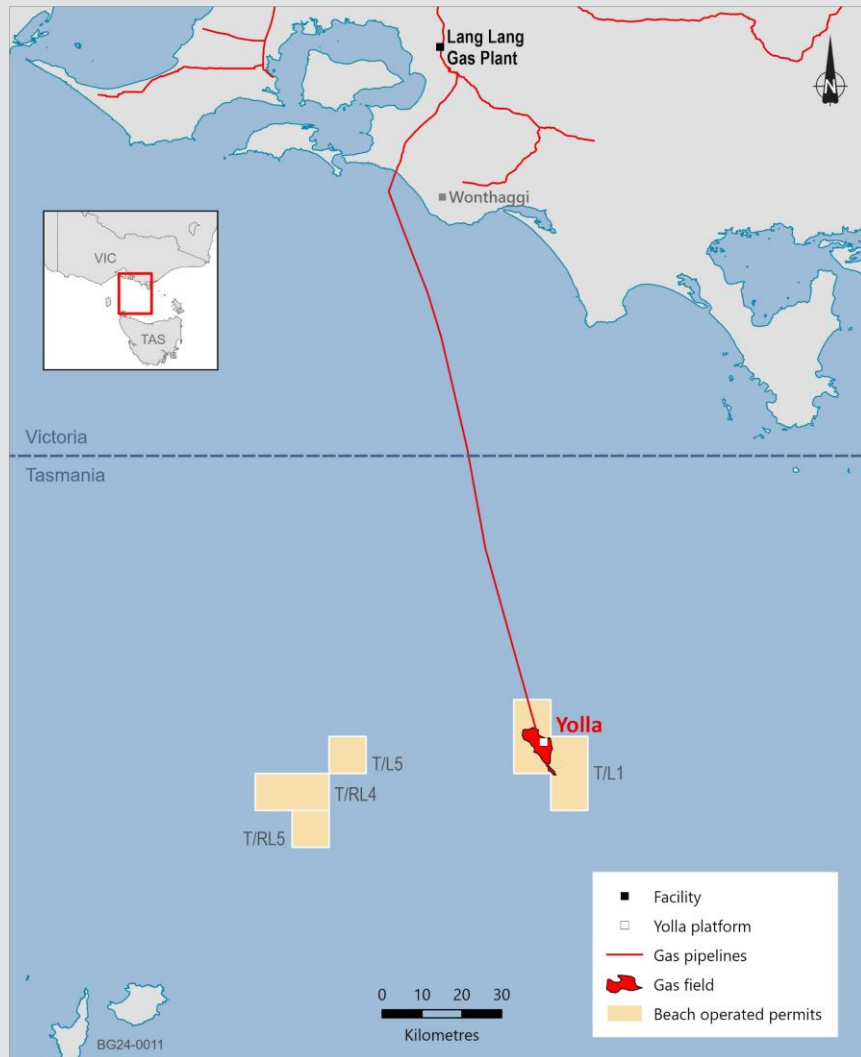 Lang Lang
Gas Plant
N
Wonthaggi
VIC
TAS
Victoria
Tasmania
Yolla
T/L5
T/L1
T/RL4
T/RL5
Facility
Yolla platform
Gas pipelines
Gas field
Beach operated permits
0 10 20 30
Kilometres
BG24-0011